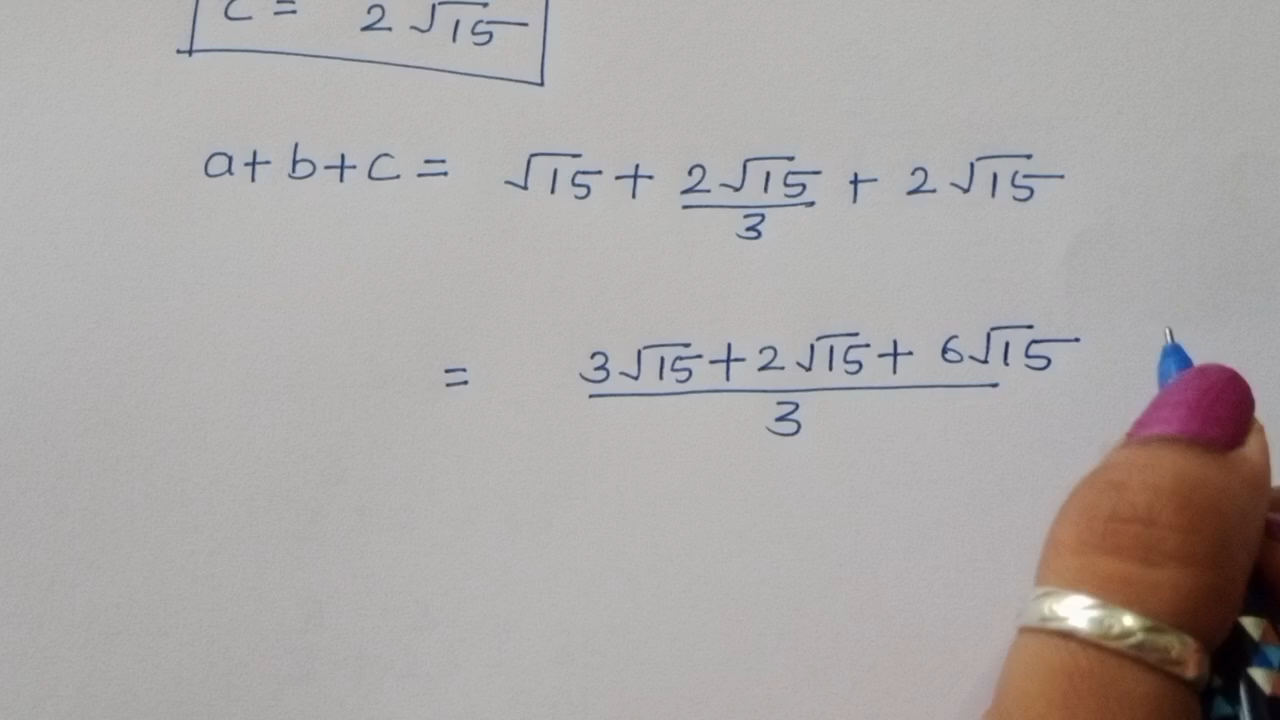 c = 2√15
a+b+c = √15 + 2√15/3 + 2√15
= 3√15+2√15+ 6√15/3